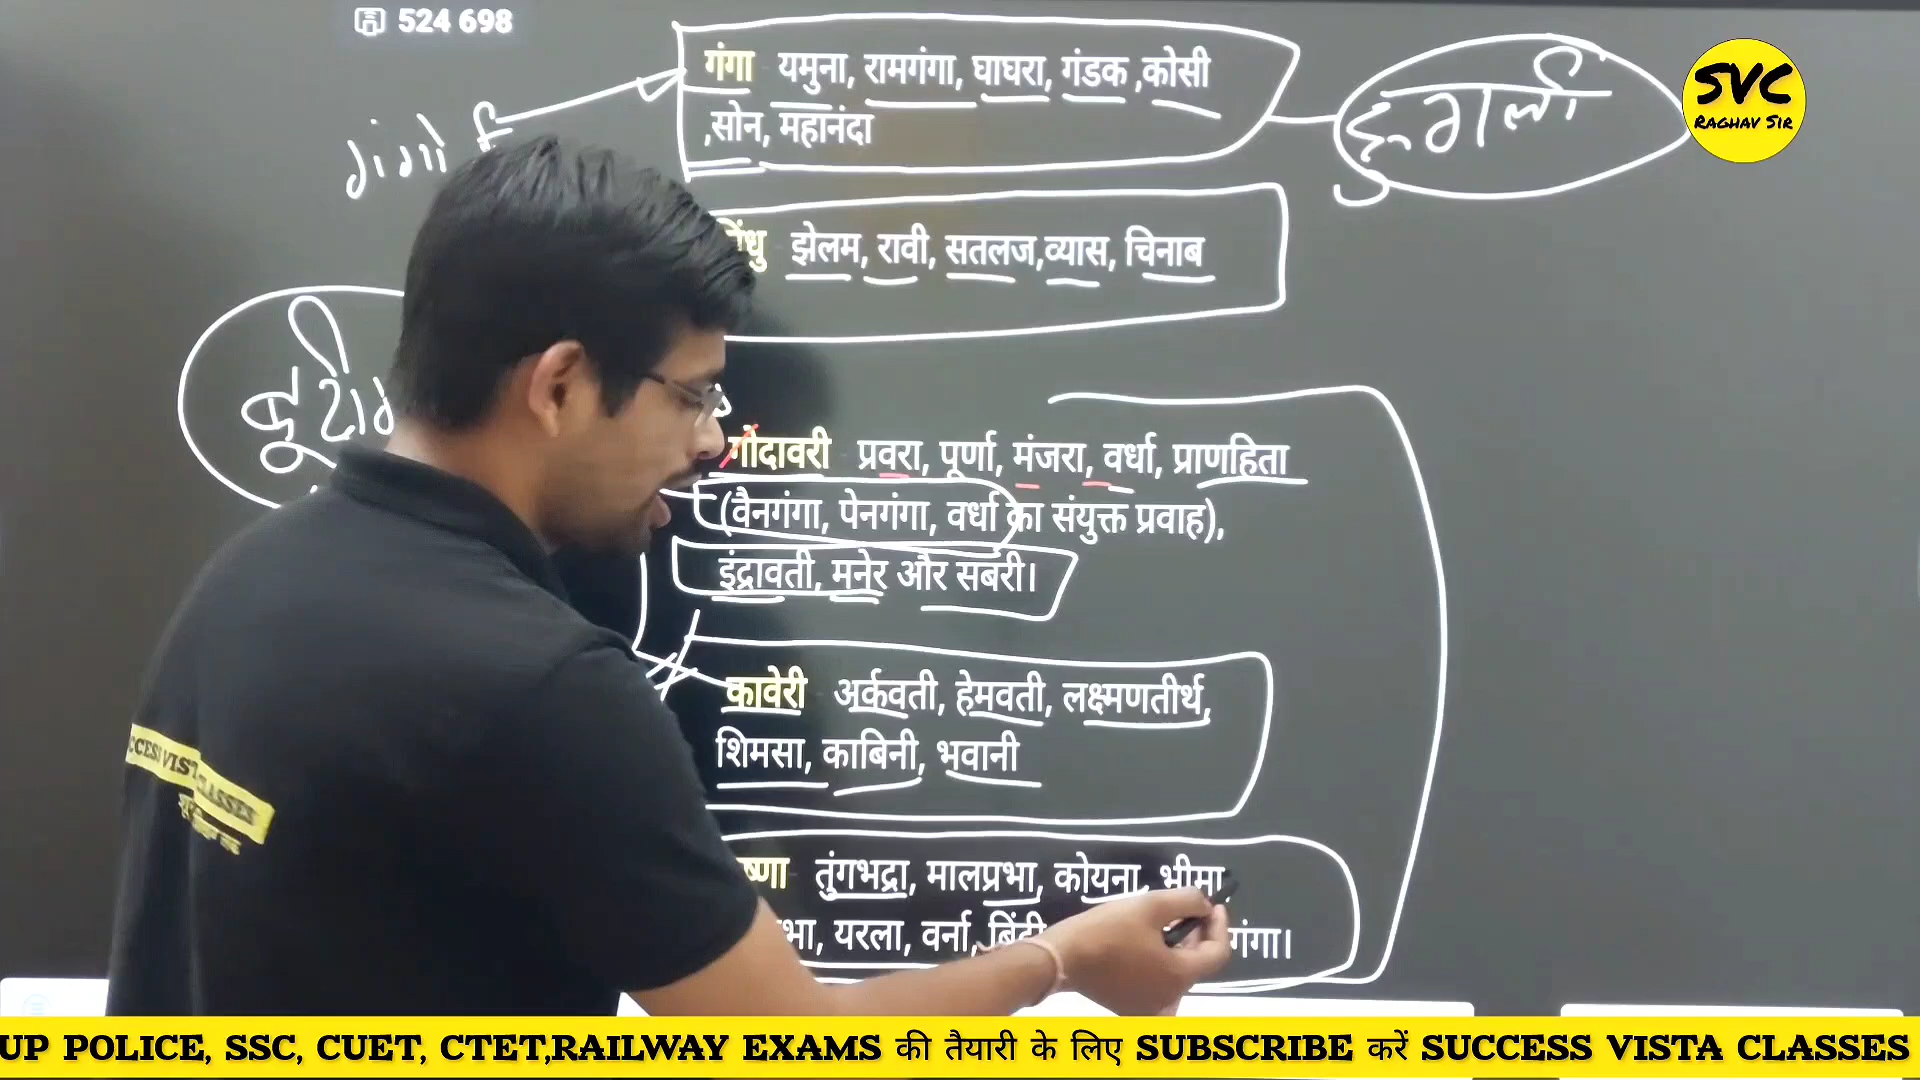 524 698
गंगा यमुना, रामगंगा, घाघरा, गंडक ,कोसी
,सोन, महानंदा
हुगली
SVC
RAGHAV SIR
झेलम, रावी, सतलज,व्यास, चिनाब
गोदावरी प्रवरा, पूर्णा, मंजरा, वर्धा, प्राणहिता
(वैनगंगा, पेनगंगा, वर्धा का संयुक्त प्रवाह),
इंद्रावती, मनेर और सबरी।
कावेरी अर्कवती, हेमवती, लक्ष्मणतीर्थ,
शिमसा, काबिनी, भवानी
तुंगभद्रा, मालप्रभा, कोयना, भीमा,
यरला, वर्ना, गंगा।
UP POLICE, SSC, CUET, CTET,RAILWAY EXAMS की तैयारी के लिए SUBSCRIBE करें SUCCESS VISTA CLASSES